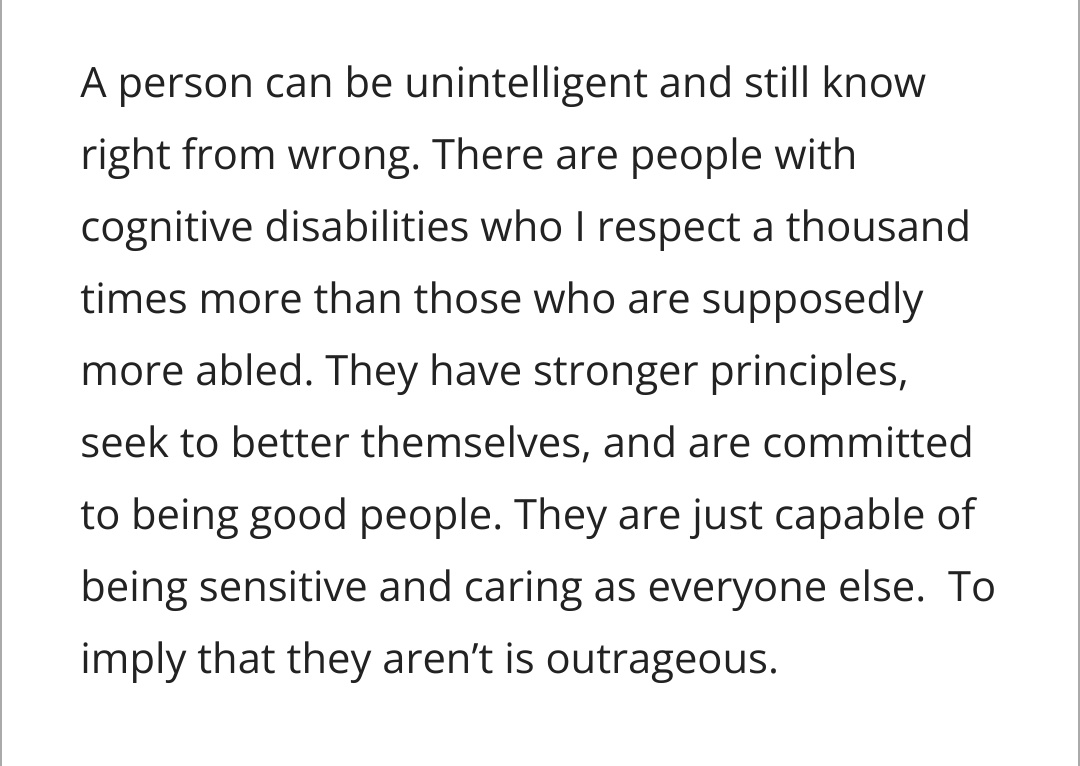 A person can be unintelligent and still know
right from wrong. There are people with
cognitive disabilities who I respect a thousand
times more than those who are supposedly
more abled. They have stronger principles,
seek to better themselves, and are committed
to being good people. They are just capable of
being sensitive and caring as everyone else.  To
imply that they aren’t is outrageous.